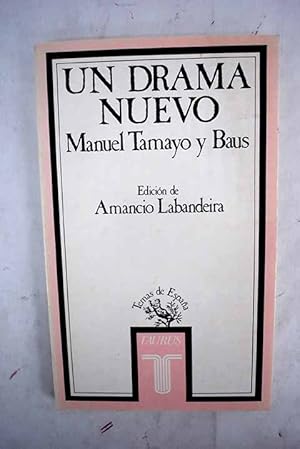 UN DRAMA
NUEVO
Manuel Tamayo y Baus
Edición de
Amancio Labandeira
Temas de España
TAURUS